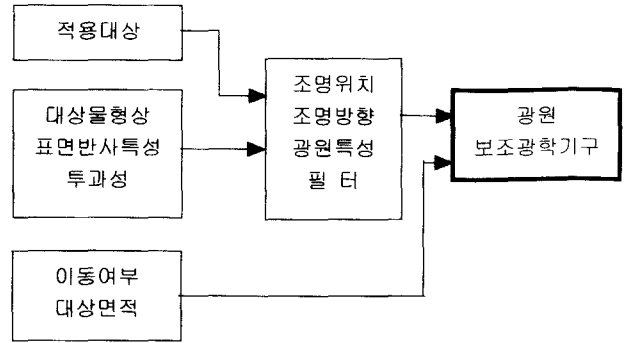 적용대상
대상물형상
표면반사특성
투과성
이동여부
대상면적
조명위치
조명방향
광원특성
필 터
광원
보조광학기구